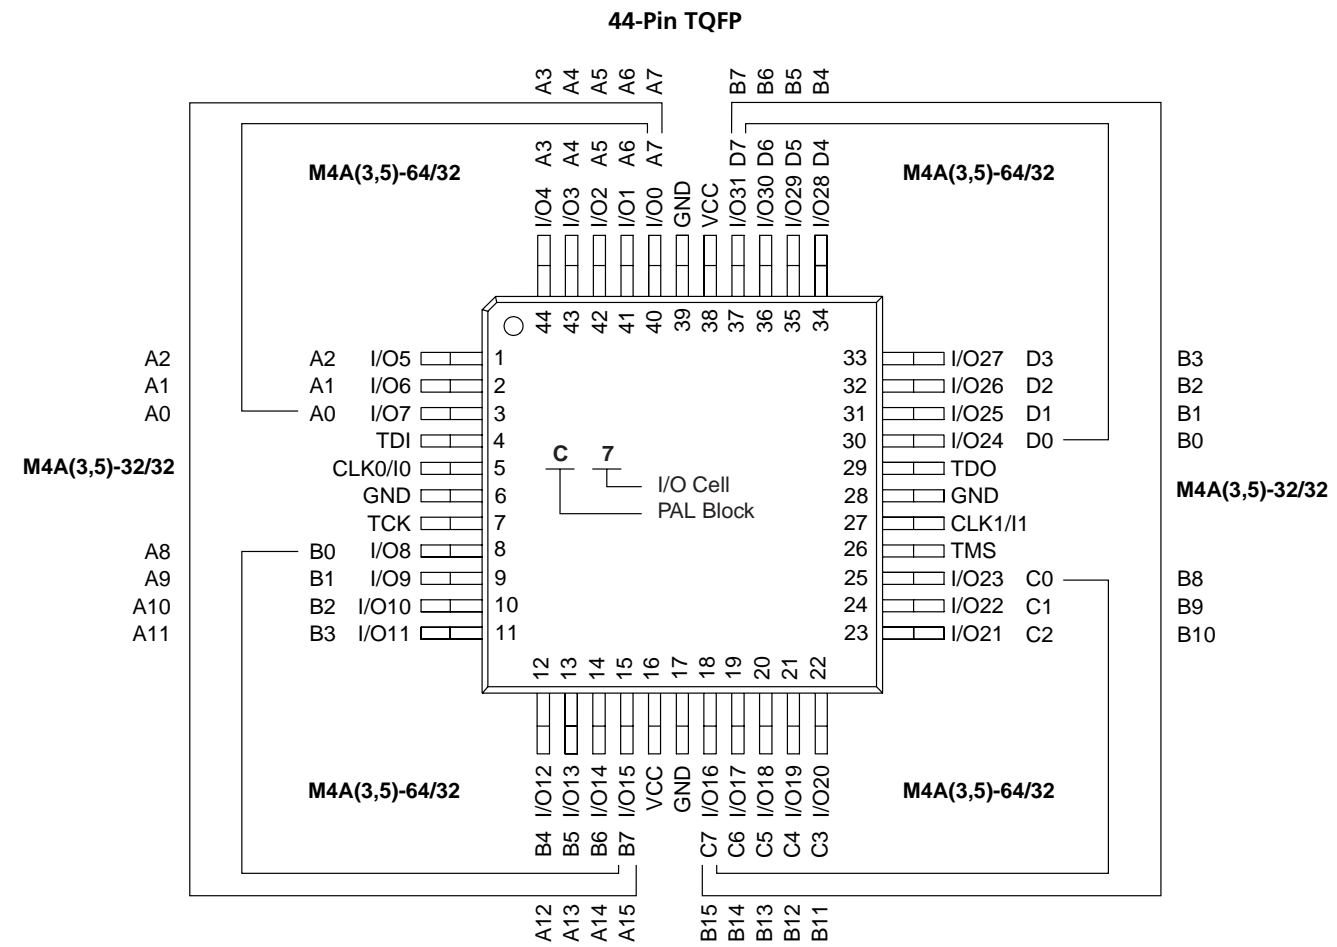 44-Pin TQFP
A3 A4 A5 A6 A7 B7 B6 B5 B4
A3 A4 A5 A6 A7 D7 D6 D5 D4
M4A(3,5)-64/32 M4A(3,5)-64/32
I/O4 I/O3 I/O2 I/O1 I/O0 GND VCC I/O31 I/O30 I/O29 I/O28
44 43 42 41 40 39 38 37 36 35 34
A2 A2 I/O5 1 33 I/O27 D3 B3
A1 A1 I/O6 2 32 I/O26 D2 B2
A0 A0 I/O7 3 31 I/O25 D1 B1
TDI 4 30 I/O24 D0 B0
C 7
M4A(3,5)-32/32 CLK0/I0 5 29 TDO
I/O Cell
GND 6 28 GND M4A(3,5)-32/32
PAL Block
TCK 7 27 CLK1/I1
A8 B0 I/O8 8 26 TMS
A9 B1 I/O9 9 25 I/O23 C0 B8
A10 B2 I/O10 10 24 I/O22 C1 B9
A11 B3 I/O11 11 23 I/O21 C2 B10
12 13 14 15 16 17 18 19 20 21 22
I/O12 I/O13 I/O14 I/O15 VCC GND I/O16 I/O17 I/O18 I/O19 I/O20
M4A(3,5)-64/32 M4A(3,5)-64/32
B4 B5 B6 B7 C7 C6 C5 C4 C3
A12 A13 A14 A15 B15 B14 B13 B12 B11